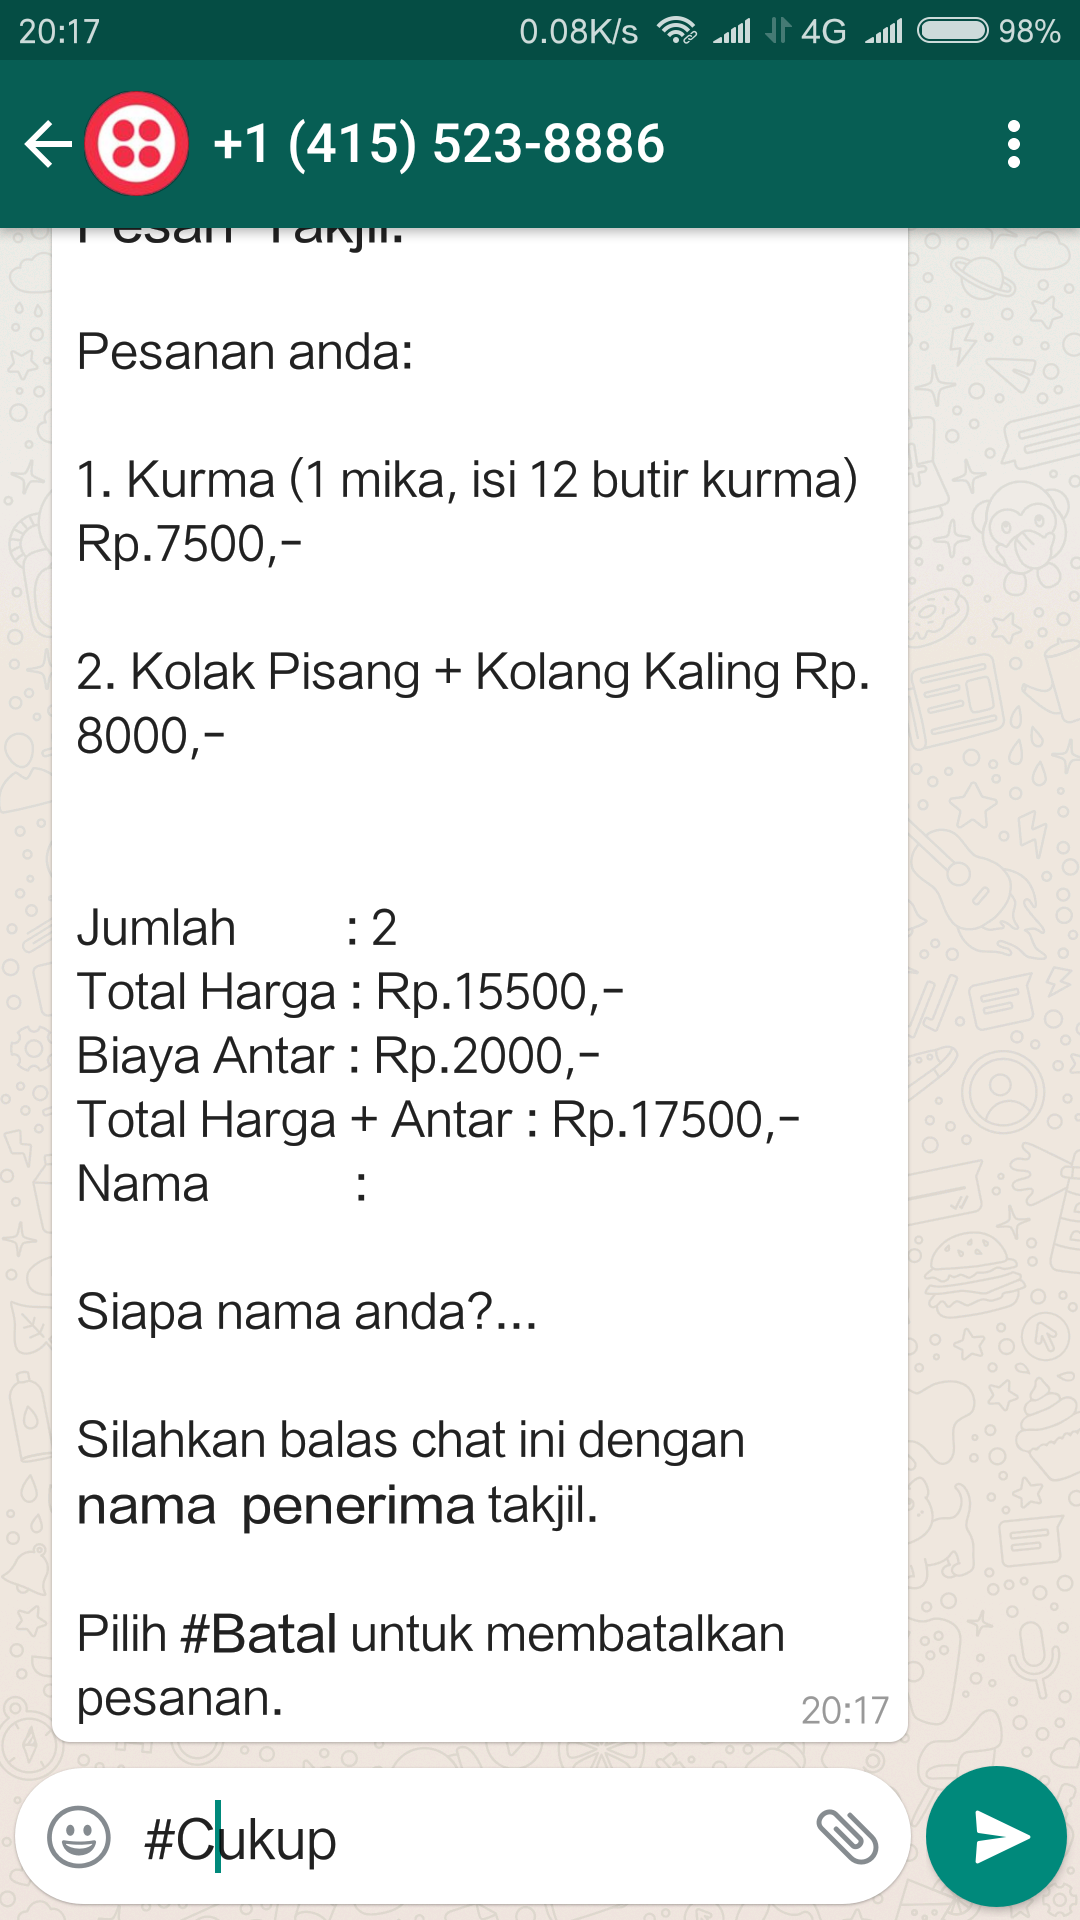 20:17 0.08K/s 4G 98%
+1 (415) 523-8886
Pesan Takjil.
Pesanan anda:
1. Kurma (1 mika, isi 12 butir kurma)
Rp.7500,-
2. Kolak Pisang + Kolang Kaling Rp.
8000,-
Jumlah : 2
Total Harga : Rp.15500,-
Biaya Antar : Rp.2000,-
Total Harga + Antar : Rp.17500,-
Nama :
Siapa nama anda?...
Silahkan balas chat ini dengan
nama penerima takjil.
Pilih #Batal untuk membatalkan
pesanan.
20:17
#Cukup